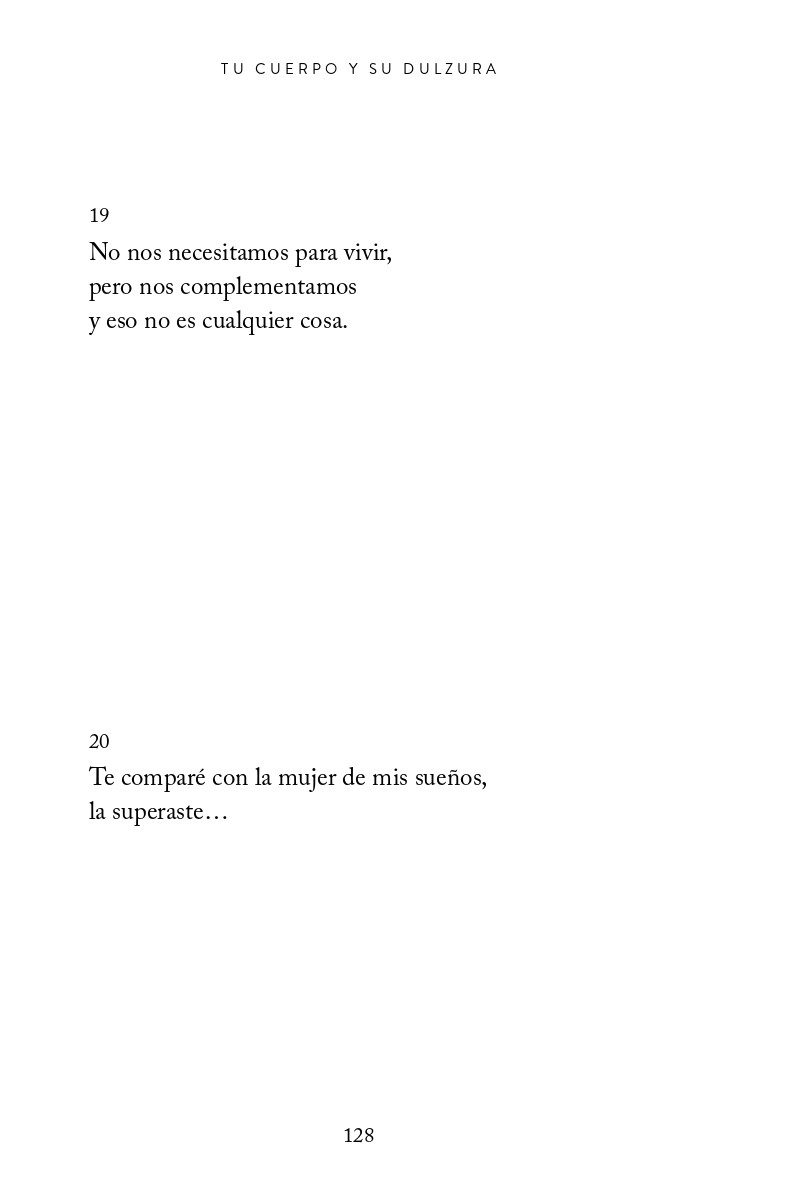 TU CUERPO Y SU DULZURA
19
No nos necesitamos para vivir,
pero nos complementamos
y eso no es cualquier cosa.
20
Te comparé con la mujer de mis sueños,
la superaste…
128